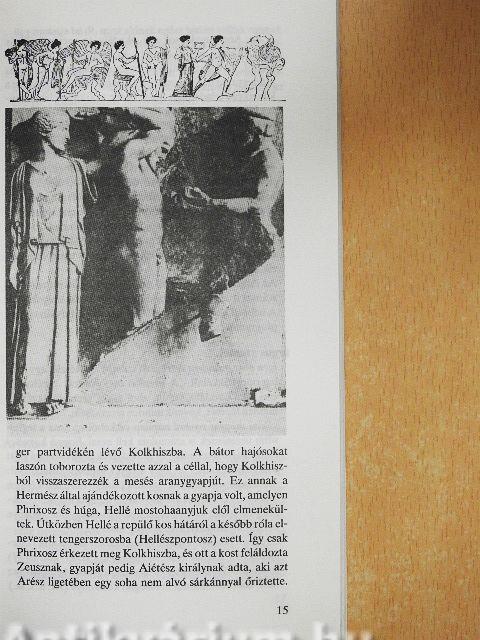 ger partvidékén lévő Kolkhiszba. A bátor hajósokat
Iaszón toborozta és vezette azzal a céllal, hogy Kolkhisz-
ból visszaszerezzék a mesés aranygyapjút. Ez annak a
Hermész által ajándékozott kosnak a gyapja volt, amelyen
Phrixosz és húga, Hellé mostohaanyjuk elől elmenekül-
tek. Útközben Hellé a repülő kos hátáról a később róla el-
nevezett tengerszorosba (Hellészpontosz) esett. Így csak
Phrixosz érkezett meg Kolkhiszba, és ott a kost feláldozta
Zeusznak, gyapját pedig Aiétész királynak adta, aki azt
Arész ligetében egy soha nem alvó sárkánnyal őriztette.
15
Antikvarium.hu